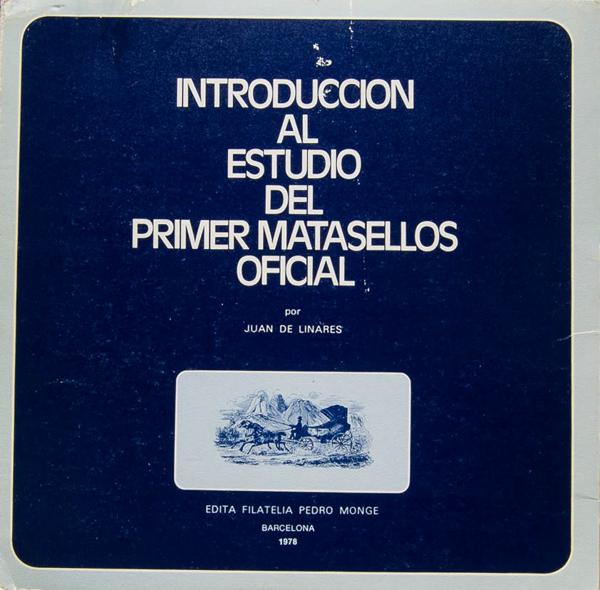 INTRODUCCION
AL
ESTUDIO
DEL
PRIMER MATASELLOS
OFICIAL
por
JUAN DE LINARES
EDITA FILATELIA PEDRO MONGE
BARCELONA
1978